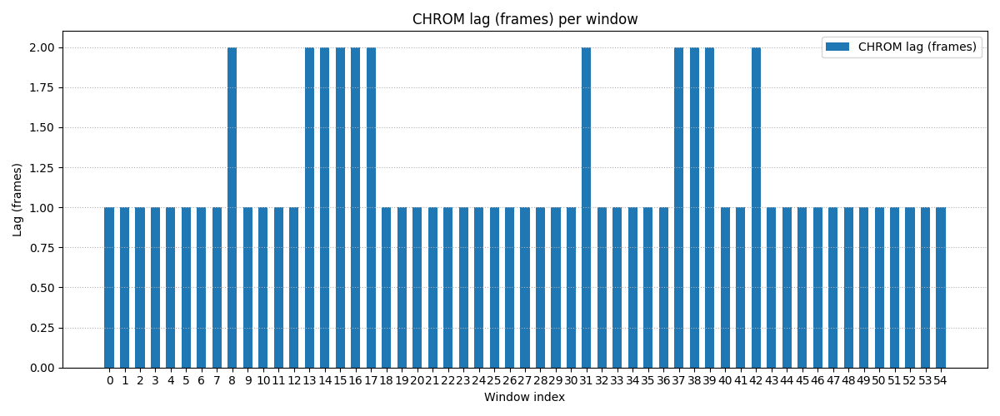 CHROM lag (frames) per window
CHROM lag (frames)
2.00
1.75
1.50
1.25
1.00
0.75
0.50
0.25
0.00
Lag (frames)
0 1 2 3 4 5 6 7 8 9 10 11 12 13 14 15 16 17 18 19 20 21 22 23 24 25 26 27 28 29 30 31 32 33 34 35 36 37 38 39 40 41 42 43 44 45 46 47 48 49 50 51 52 53 54
Window index